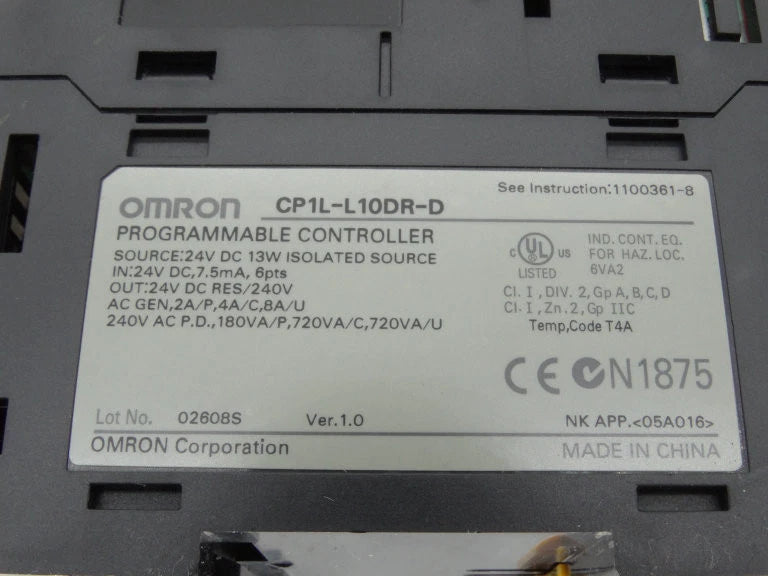 OMRON CP1L-L10DR-D
See Instruction:1100361-8
PROGRAMMABLE CONTROLLER
SOURCE:24V DC 13W ISOLATED SOURCE
IN:24V DC,7.5mA, 6pts
OUT:24V DC RES/240V
AC GEN,2A/P,4A/C,8A/U
240V AC P.D.,180VA/P,720VA/C,720VA/U
C UL US
LISTED
IND. CONT. EQ.
FOR HAZ. LOC.
6VA2
Cl. I, DIV. 2, Gp A, B, C, D
Cl. I, Zn. 2, Gp IIC
Temp,Code T4A
CE N1875
Lot No. 02608S Ver.1.0 NK APP.<05A016>
OMRON Corporation MADE IN CHINA